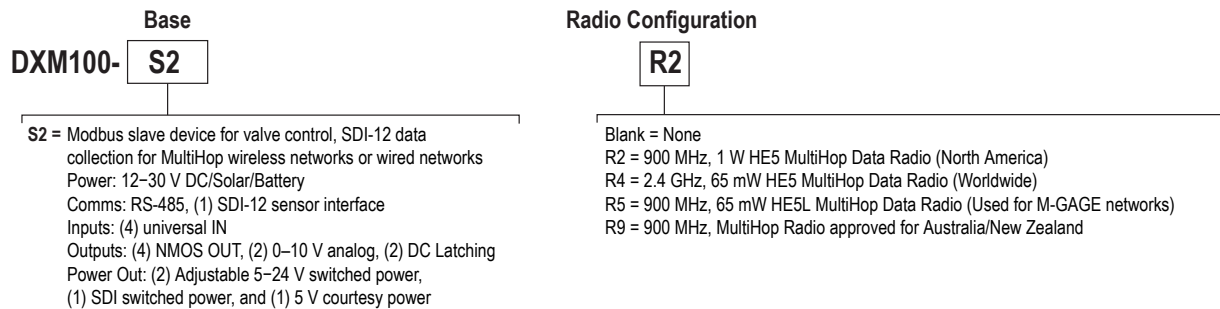 Base
DXM100- S2
S2 = Modbus slave device for valve control, SDI-12 data
collection for MultiHop wireless networks or wired networks
Power: 12−30 V DC/Solar/Battery
Comms: RS-485, (1) SDI-12 sensor interface
Inputs: (4) universal IN
Outputs: (4) NMOS OUT, (2) 0–10 V analog, (2) DC Latching
Power Out: (2) Adjustable 5−24 V switched power,
(1) SDI switched power, and (1) 5 V courtesy power
Radio Configuration
R2
Blank = None
R2 = 900 MHz, 1 W HE5 MultiHop Data Radio (North America)
R4 = 2.4 GHz, 65 mW HE5 MultiHop Data Radio (Worldwide)
R5 = 900 MHz, 65 mW HE5L MultiHop Data Radio (Used for M-GAGE networks)
R9 = 900 MHz, MultiHop Radio approved for Australia/New Zealand